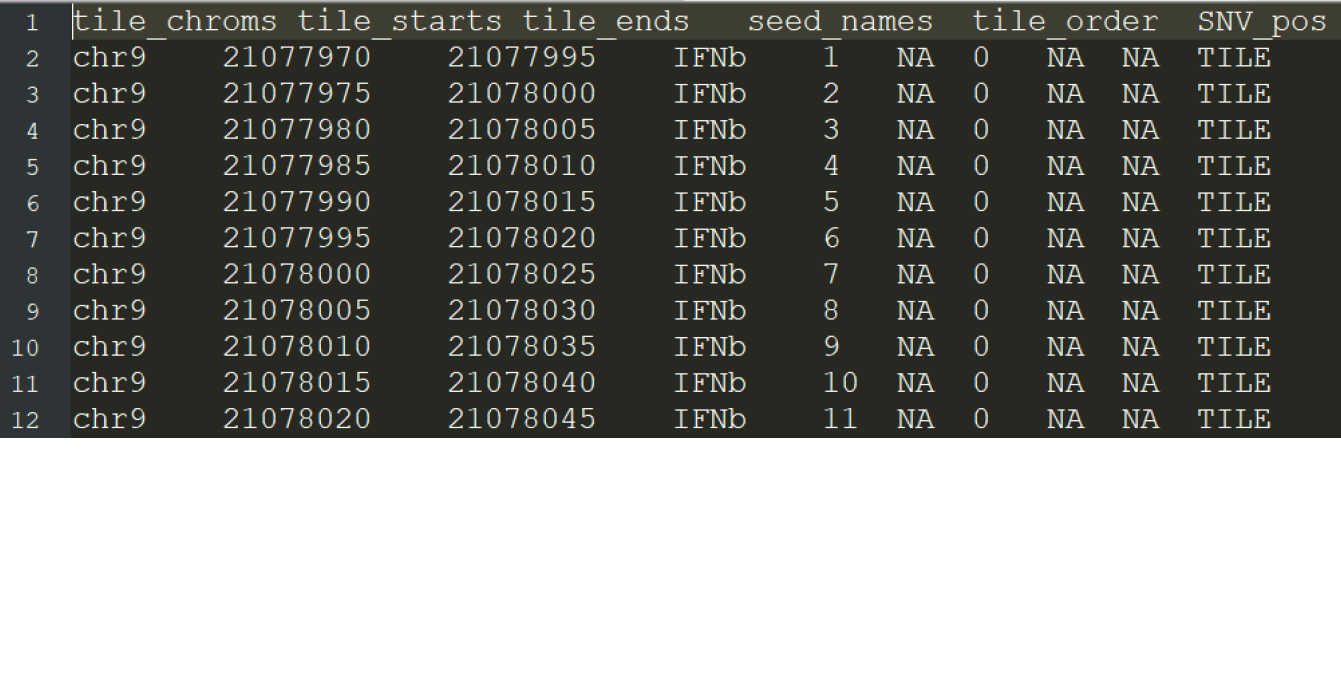 1 tile_chroms tile_starts tile_ends seed_names tile_order SNV_pos
2 chr9 21077970 21077995 IFNb 1 NA 0 NA NA TILE
3 chr9 21077975 21078000 IFNb 2 NA 0 NA NA TILE
4 chr9 21077980 21078005 IFNb 3 NA 0 NA NA TILE
5 chr9 21077985 21078010 IFNb 4 NA 0 NA NA TILE
6 chr9 21077990 21078015 IFNb 5 NA 0 NA NA TILE
7 chr9 21077995 21078020 IFNb 6 NA 0 NA NA TILE
8 chr9 21078000 21078025 IFNb 7 NA 0 NA NA TILE
9 chr9 21078005 21078030 IFNb 8 NA 0 NA NA TILE
10 chr9 21078010 21078035 IFNb 9 NA 0 NA NA TILE
11 chr9 21078015 21078040 IFNb 10 NA 0 NA NA TILE
12 chr9 21078020 21078045 IFNb 11 NA 0 NA NA TILE